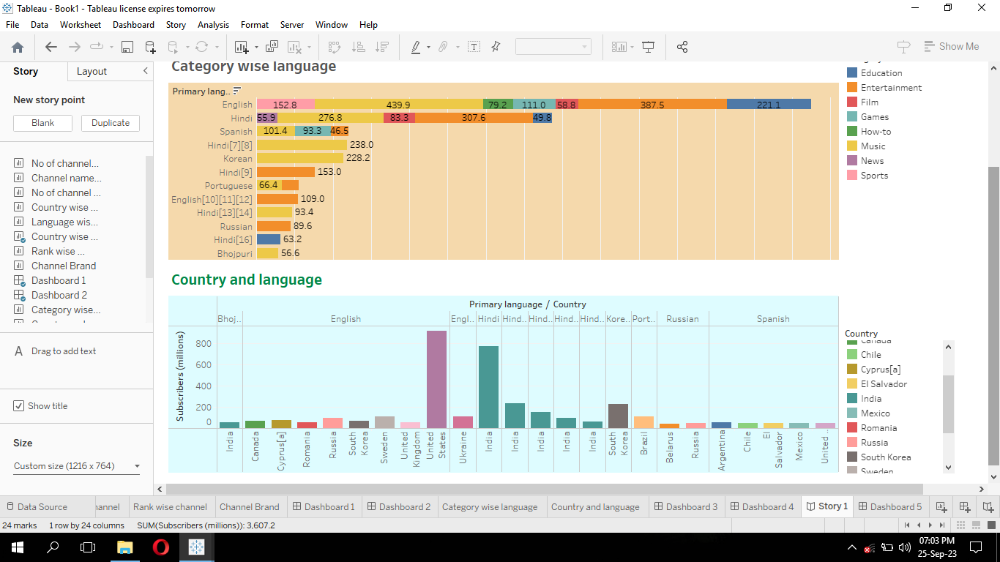 Tableau - Book1 - Tableau license expires tomorrow
File Data Worksheet Dashboard Story Analysis Format Server Window Help
Show Me
Story Layout
New story point
Blank Duplicate
No of channel...
Channel name...
No of channel ...
Country wise ...
Language wis...
Country wise ...
Rank wise ...
Channel Brand
Dashboard 1
Dashboard 2
Category wise...
A Drag to add text
Show title
Size
Custom size (1216 x 764)
Category wise language
Primary lang..
English 152.8 439.9 79.2 111.0 58.8 387.5 221.1
Hindi 55.9 276.8 83.3 307.6 49.8
Spanish 101.4 93.3 46.5
Hindi[7][8] 238.0
Korean 228.2
Hindi[9] 153.0
Portuguese 66.4
English[10][11][12] 109.0
Hindi[13][14] 93.4
Russian 89.6
Hindi[16] 63.2
Bhojpuri 56.6
Education
Entertainment
Film
Games
How-to
Music
News
Sports
Country and language
Primary language / Country
Bhoj.. English Engl.. Hindi Hind.. Hind.. Hind.. Hind.. Kore.. Port.. Russian Spanish
Subscribers (millions)
800
600
400
200
0
India
Canada
Cyprus[a]
Romania
Russia
South Korea
Sweden
United Kingdom
United States
Ukraine
India
India
India
India
India
South Korea
Brazil
Belarus
Russia
Argentina
Chile
El Salvador
Mexico
United ..
Country
Canada
Chile
Cyprus[a]
El Salvador
India
Mexico
Romania
Russia
South Korea
Sweden
Data Source hannel Rank wise channel Channel Brand Dashboard 1 Dashboard 2 Category wise language Country and language Dashboard 3 Dashboard 4 Story 1 Dashboard 5
24 marks 1 row by 24 columns SUM(Subscribers (millions)): 3,607.2
07:03 PM
25-Sep-23